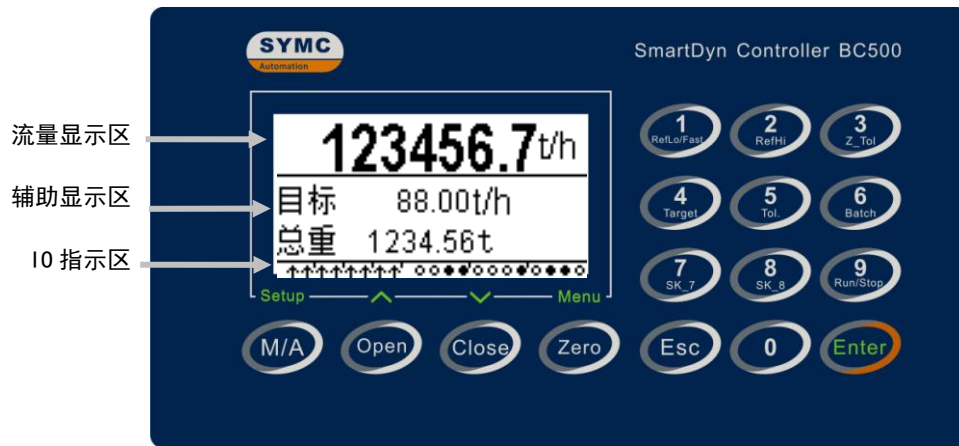 SYMC
Automation
SmartDyn Controller BC500
流量显示区
123456.7t/h
辅助显示区
目标 88.00t/h
总重 1234.56t
IO指示区
Setup Menu
1
RefLo/Fast
2
RefHi
3
Z_Tol
4
Target
5
Tol.
6
Batch
7
SK_7
8
SK_8
9
Run/Stop
M/A Open Close Zero Esc 0 Enter